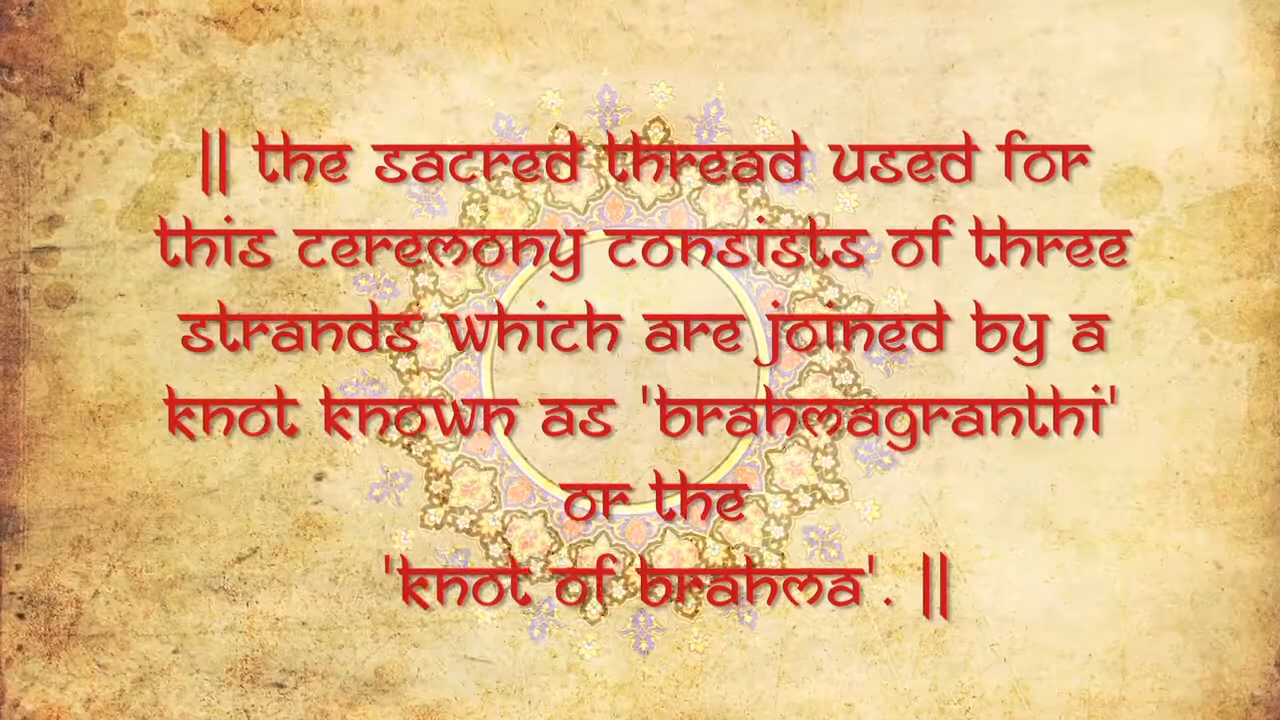 || the sacred thread used for
this ceremony consists of three
strands which are joined by a
knot known as 'brahmagranthi'
or the
'knot of brahma'. ||